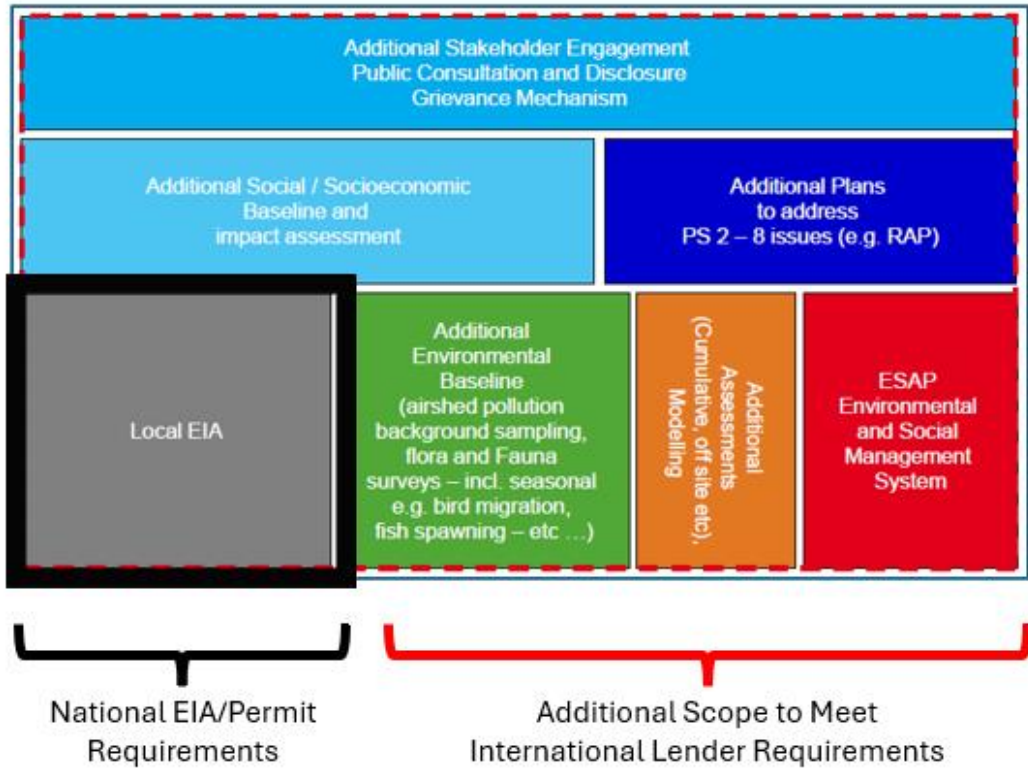 Additional Stakeholder Engagement
Public Consultation and Disclosure
Grievance Mechanism
Additional Social / Socioeconomic
Baseline and
impact assessment
Additional Plans
to address
PS 2 – 8 issues (e.g. RAP)
Local EIA
Additional
Environmental
Baseline
(airshed pollution
background sampling,
flora and Fauna
surveys – incl. seasonal
e.g. bird migration,
fish spawning – etc …)
Additional
Assessments
(Cumulative, off site etc),
Modelling
ESAP
Environmental
and Social
Management
System
National EIA/Permit
Requirements
Additional Scope to Meet
International Lender Requirements